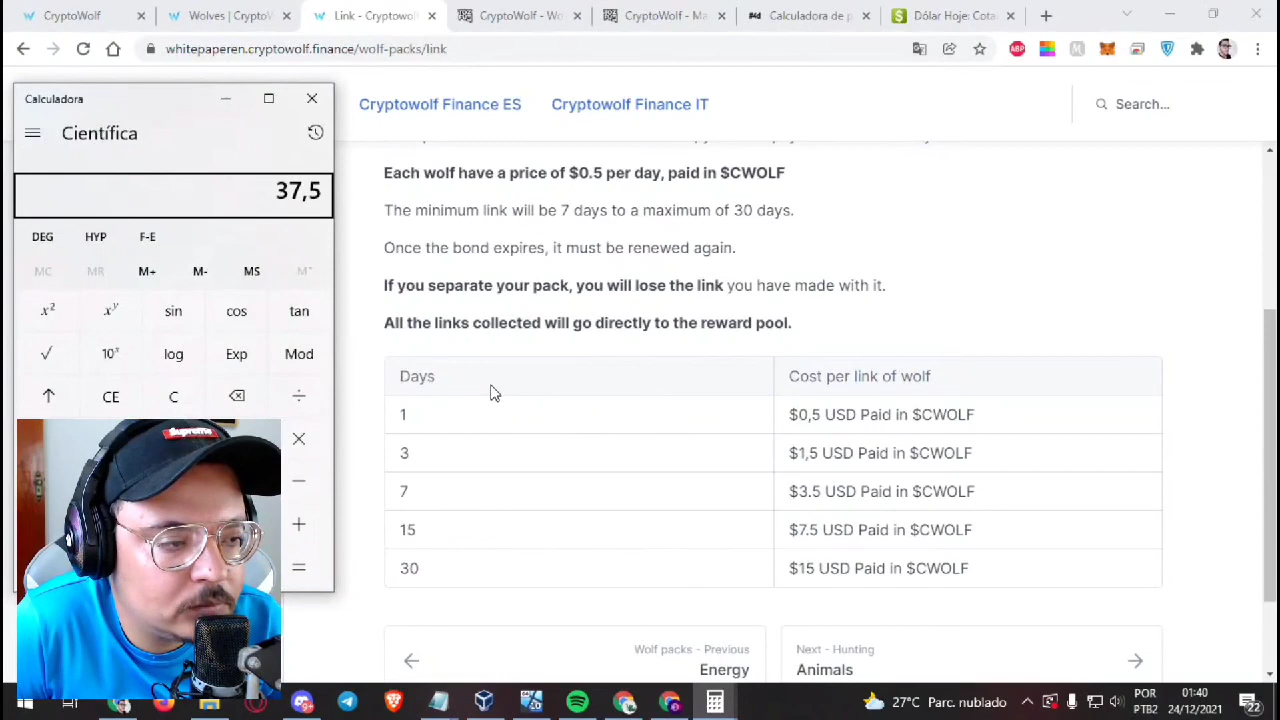 CryptoWolf
Wolves | CryptoW
Link - Cryptowolf
CryptoWolf - Wo
CryptoWolf - Ma
Calculadora de p
Dólar Hoje: Cota
whitepaperen.cryptowolf.finance/wolf-packs/link
Calculadora
Científica
37,5
DEG HYP F-E
MC MR M+ M- MS
x² xʸ sin cos tan
√ 10ˣ log Exp Mod
CE C ÷
×
−
+
=
Cryptowolf Finance ES
Cryptowolf Finance IT
Search...
Each wolf have a price of $0.5 per day, paid in $CWOLF
The minimum link will be 7 days to a maximum of 30 days.
Once the bond expires, it must be renewed again.
If you separate your pack, you will lose the link you have made with it.
All the links collected will go directly to the reward pool.
Days Cost per link of wolf
1 $0,5 USD Paid in $CWOLF
3 $1,5 USD Paid in $CWOLF
7 $3.5 USD Paid in $CWOLF
15 $7.5 USD Paid in $CWOLF
30 $15 USD Paid in $CWOLF
Wolf packs - Previous
Energy
Next - Hunting
Animals
27°C Parc. nublado
POR
PTB2
01:40
24/12/2021
22